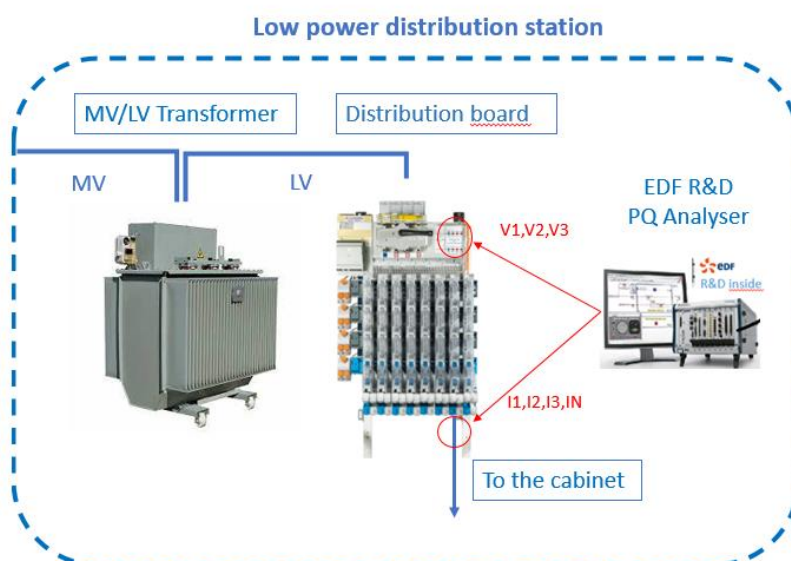 Low power distribution station
MV/LV Transformer
Distribution board
MV
LV
EDF R&D
PQ Analyser
V1,V2,V3
edf
R&D inside
I1,I2,I3,IN
To the cabinet